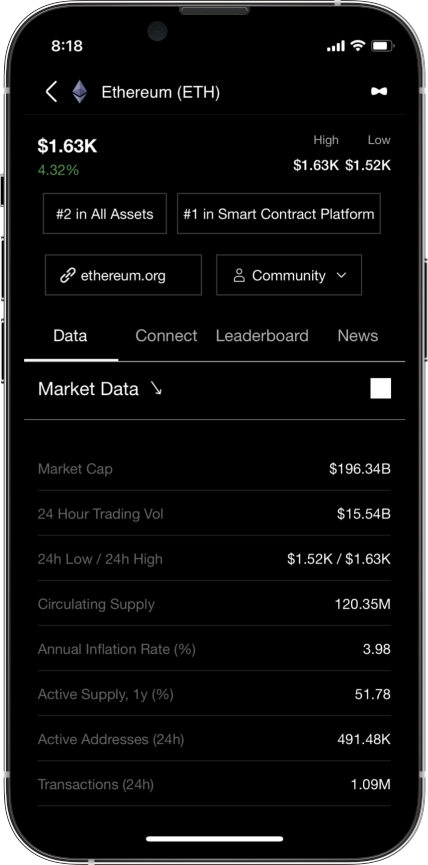 8:18
Ethereum (ETH)
$1.63K
High Low
4.32%
$1.63K $1.52K
#2 in All Assets #1 in Smart Contract Platform
ethereum.org Community
Data Connect Leaderboard News
Market Data
Market Cap $196.34B
24 Hour Trading Vol $15.54B
24h Low / 24h High $1.52K / $1.63K
Circulating Supply 120.35M
Annual Inflation Rate (%) 3.98
Active Supply, 1y (%) 51.78
Active Addresses (24h) 491.48K
Transactions (24h) 1.09M